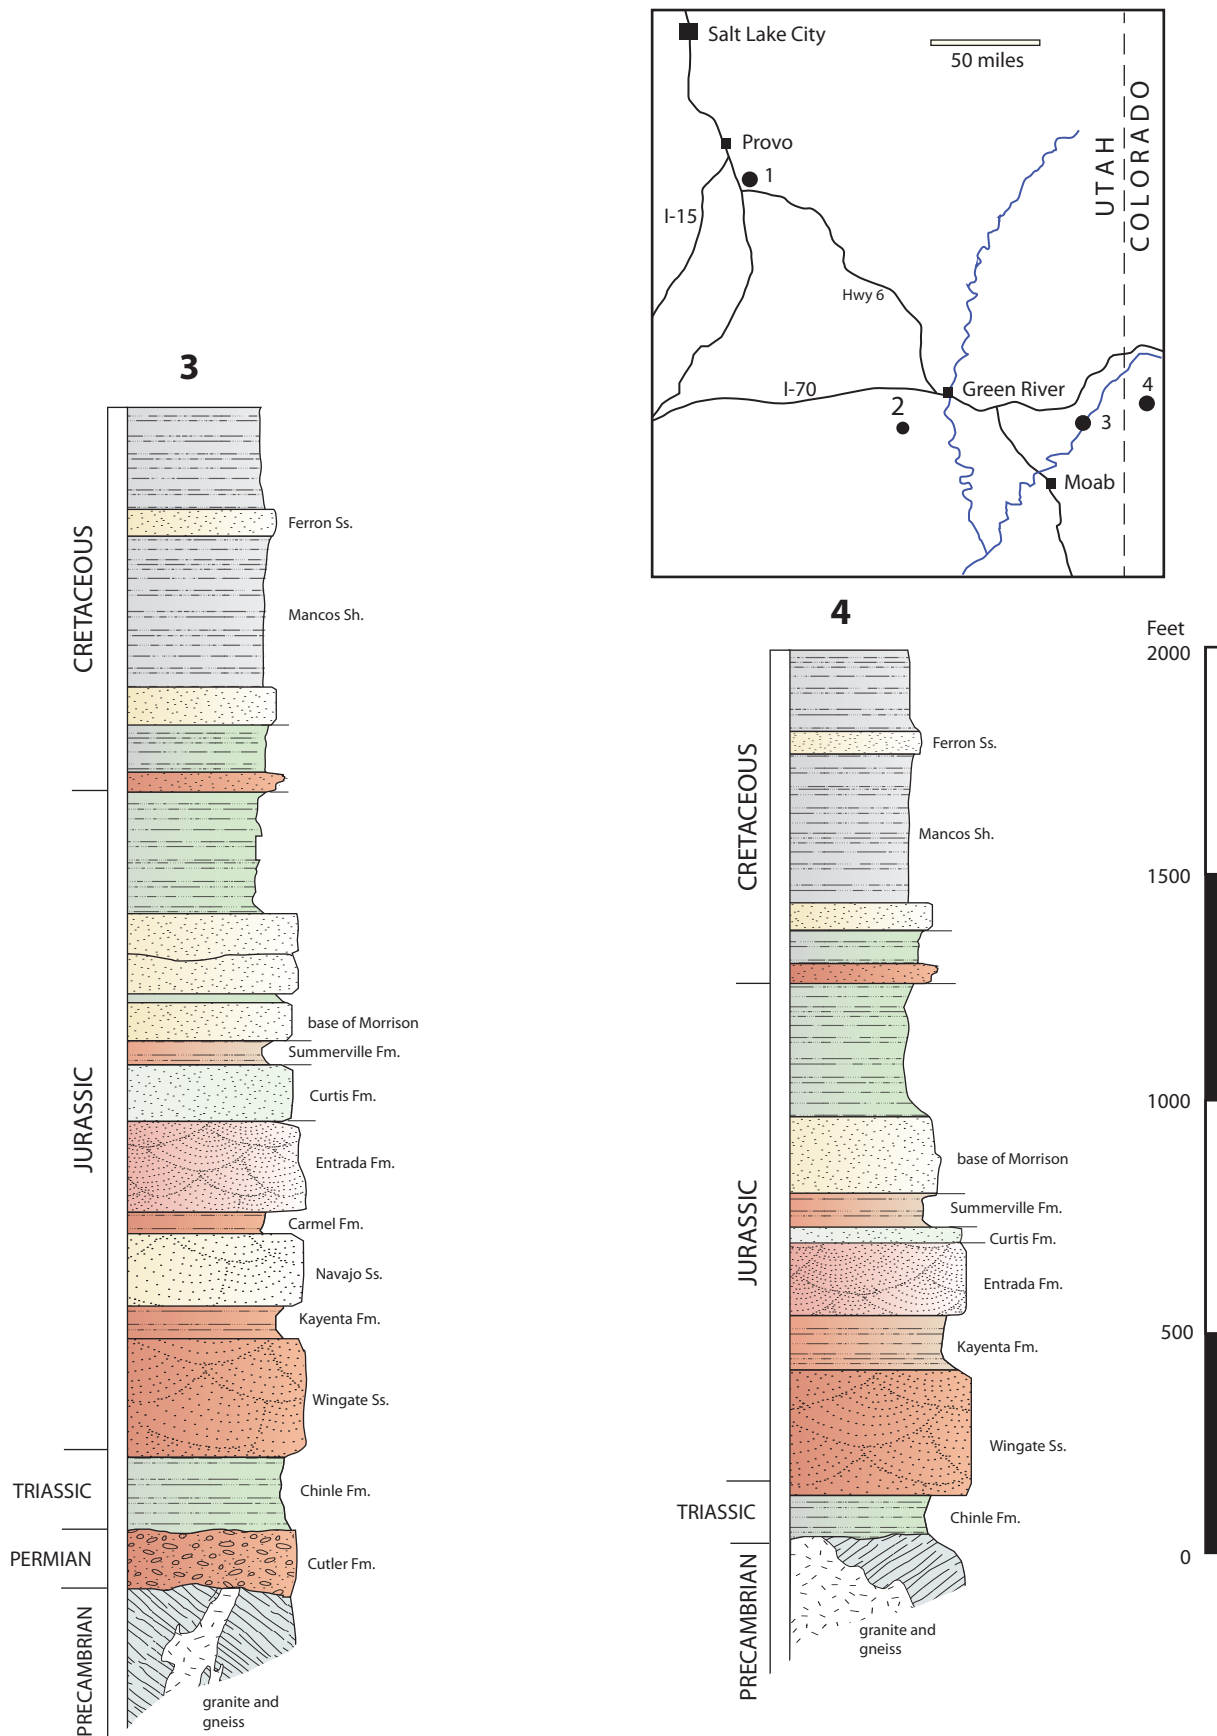 Salt Lake City
50 miles
Provo
1
I-15
UTAH
COLORADO
Hwy 6
I-70
Green River
2
4
3
Moab
3
CRETACEOUS
JURASSIC
TRIASSIC
PERMIAN
PRECAMBRIAN
Ferron Ss.
Mancos Sh.
base of Morrison
Summerville Fm.
Curtis Fm.
Entrada Fm.
Carmel Fm.
Navajo Ss.
Kayenta Fm.
Wingate Ss.
Chinle Fm.
Cutler Fm.
granite and
gneiss
4
CRETACEOUS
JURASSIC
TRIASSIC
PRECAMBRIAN
Ferron Ss.
Mancos Sh.
base of Morrison
Summerville Fm.
Curtis Fm.
Entrada Fm.
Kayenta Fm.
Wingate Ss.
Chinle Fm.
granite and
gneiss
Feet
2000
1500
1000
500
0